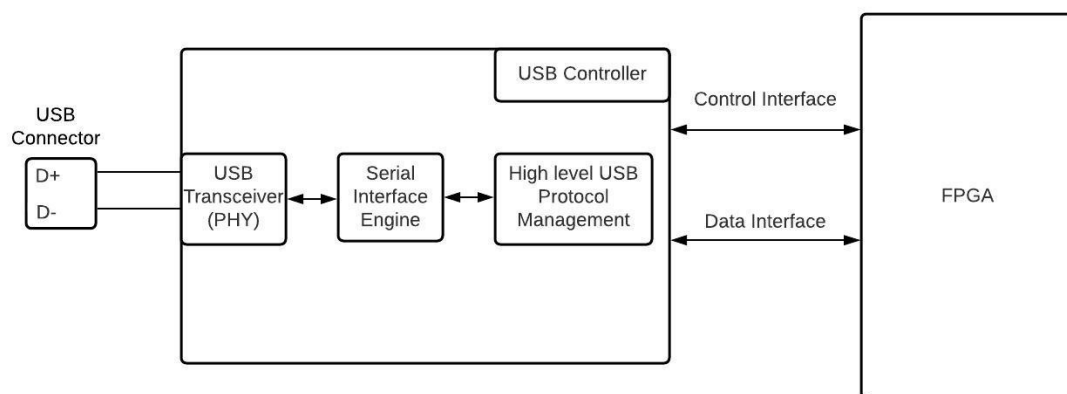 USB Controller
Control Interface
USB
Connector
D+
D-
USB
Transceiver
(PHY)
Serial
Interface
Engine
High level USB
Protocol
Management
Data Interface
FPGA